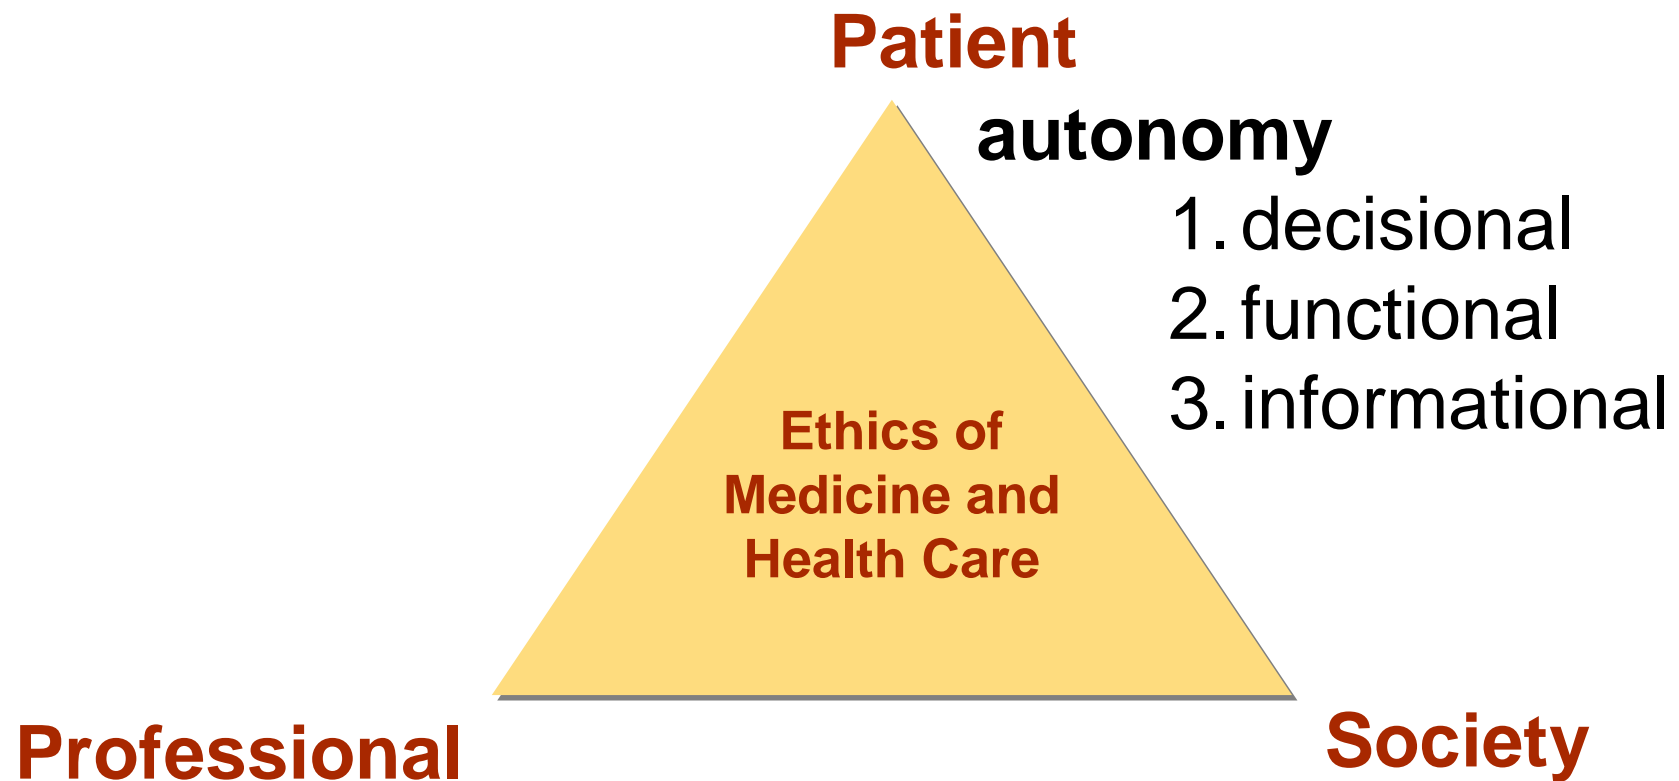 Patient
autonomy
1. decisional
2. functional
3. informational
Ethics of
Medicine and
Health Care
Professional
Society